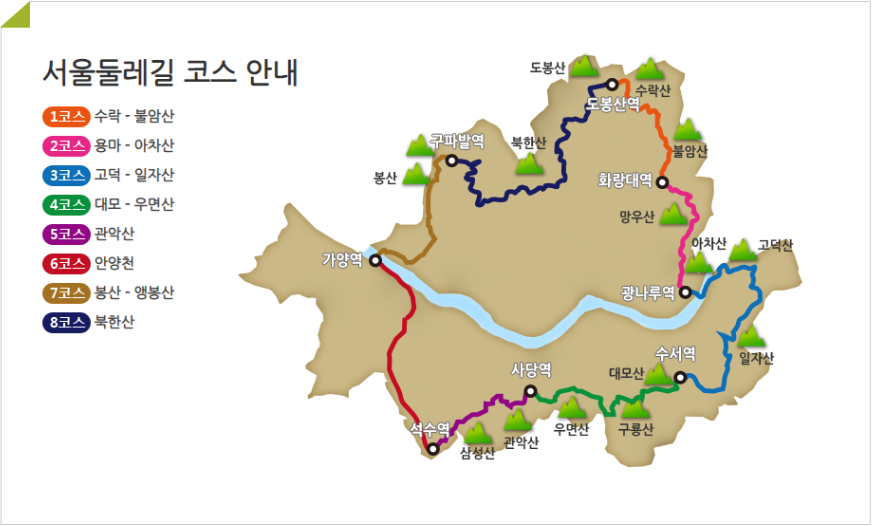 서울둘레길 코스 안내
1코스 수락 - 불암산
2코스 용마 - 아차산
3코스 고덕 - 일자산
4코스 대모 - 우면산
5코스 관악산
6코스 안양천
7코스 봉산 - 앵봉산
8코스 북한산
도봉산
수락산
도봉산역
구파발역
북한산
불암산
봉산
화랑대역
망우산
아차산
고덕산
가양역
광나루역
수서역
일자산
사당역
대모산
석수역
삼성산
관악산
우면산
구룡산